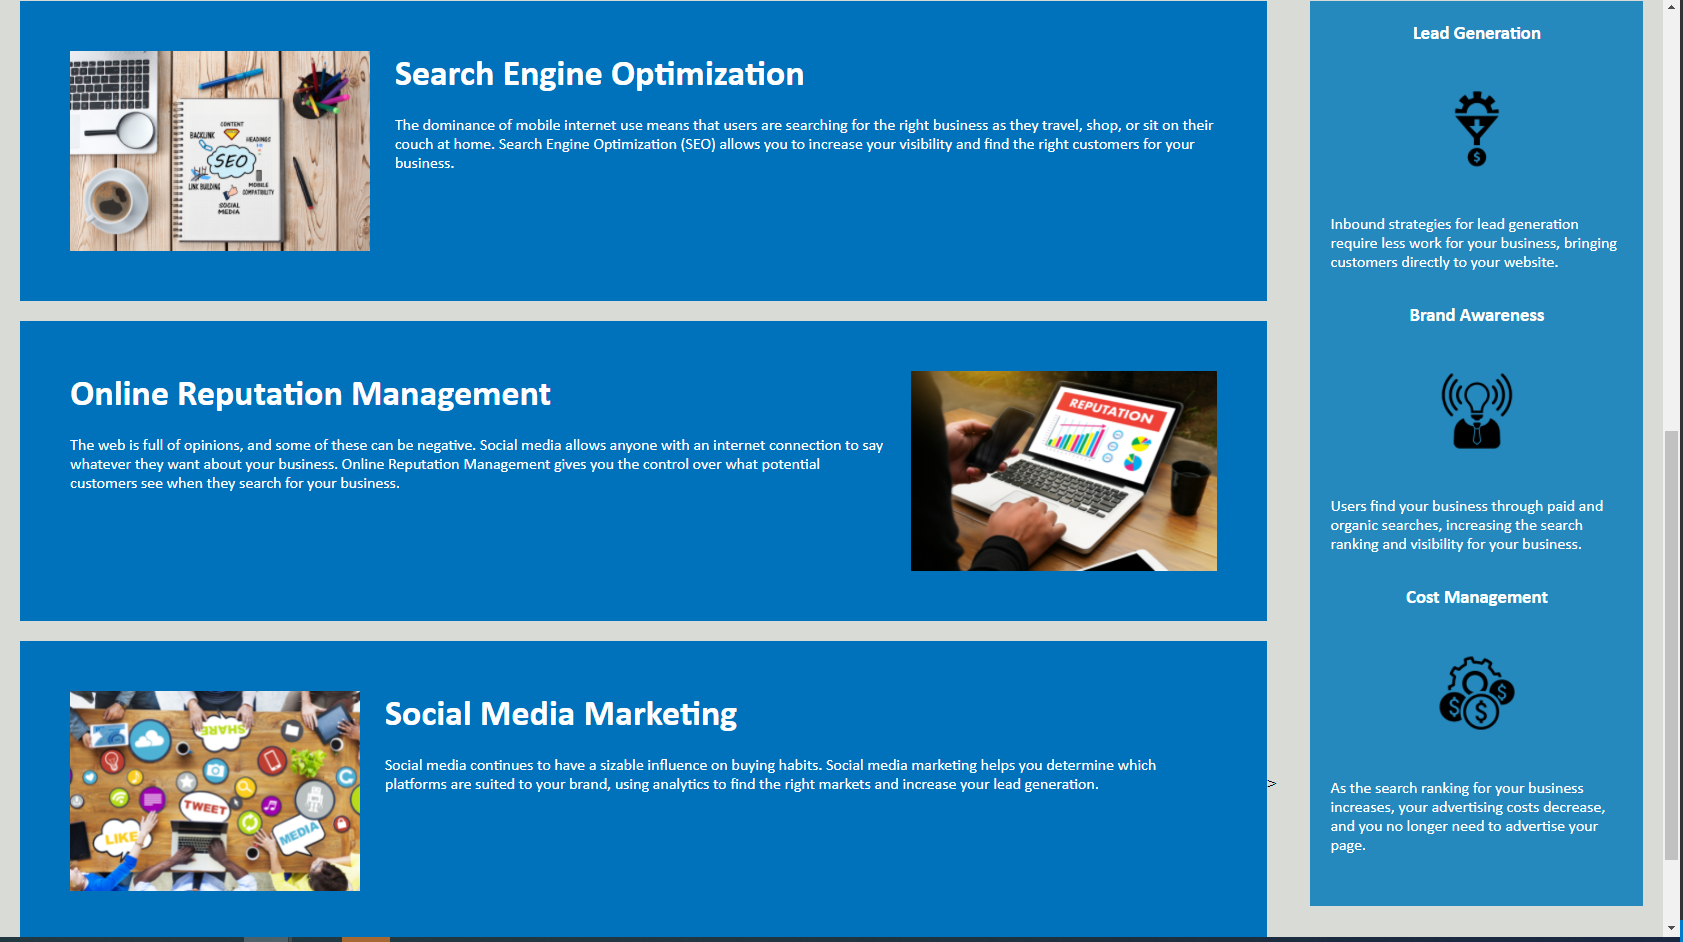 Search Engine Optimization
The dominance of mobile internet use means that users are searching for the right business as they travel, shop, or sit on their
couch at home. Search Engine Optimization (SEO) allows you to increase your visibility and find the right customers for your
business.
CONTENT
BACKLINK
HEADINGS
SEO
LINK BUILDING
MOBILE
COMPATIBILITY
SOCIAL
MEDIA
Online Reputation Management
The web is full of opinions, and some of these can be negative. Social media allows anyone with an internet connection to say
whatever they want about your business. Online Reputation Management gives you the control over what potential
customers see when they search for your business.
REPUTATION
Social Media Marketing
Social media continues to have a sizable influence on buying habits. Social media marketing helps you determine which
platforms are suited to your brand, using analytics to find the right markets and increase your lead generation.
SHARE
TWEET
LIKE
MEDIA
>
Lead Generation
$
Inbound strategies for lead generation
require less work for your business, bringing
customers directly to your website.
Brand Awareness
Users find your business through paid and
organic searches, increasing the search
ranking and visibility for your business.
Cost Management
$
$ $
As the search ranking for your business
increases, your advertising costs decrease,
and you no longer need to advertise your
page.